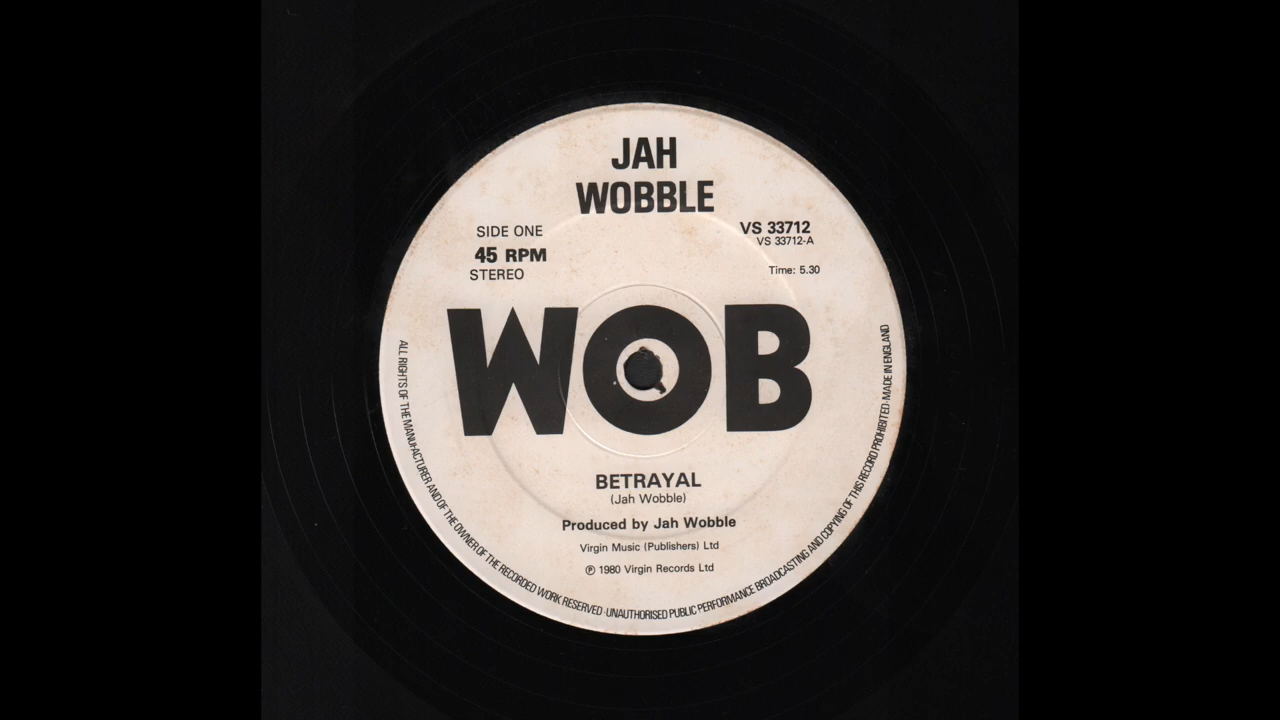 JAH
WOBBLE
SIDE ONE
45 RPM
STEREO
VS 33712
VS 33712-A
Time: 5.30
WOB
BETRAYAL
(Jah Wobble)
Produced by Jah Wobble
Virgin Music (Publishers) Ltd
℗ 1980 Virgin Records Ltd
ALL RIGHTS OF THE MANUFACTURER AND OF THE OWNER OF THE RECORDED WORK RESERVED · UNAUTHORISED PUBLIC PERFORMANCE BROADCASTING AND COPYING OF THIS RECORD PROHIBITED · MADE IN ENGLAND